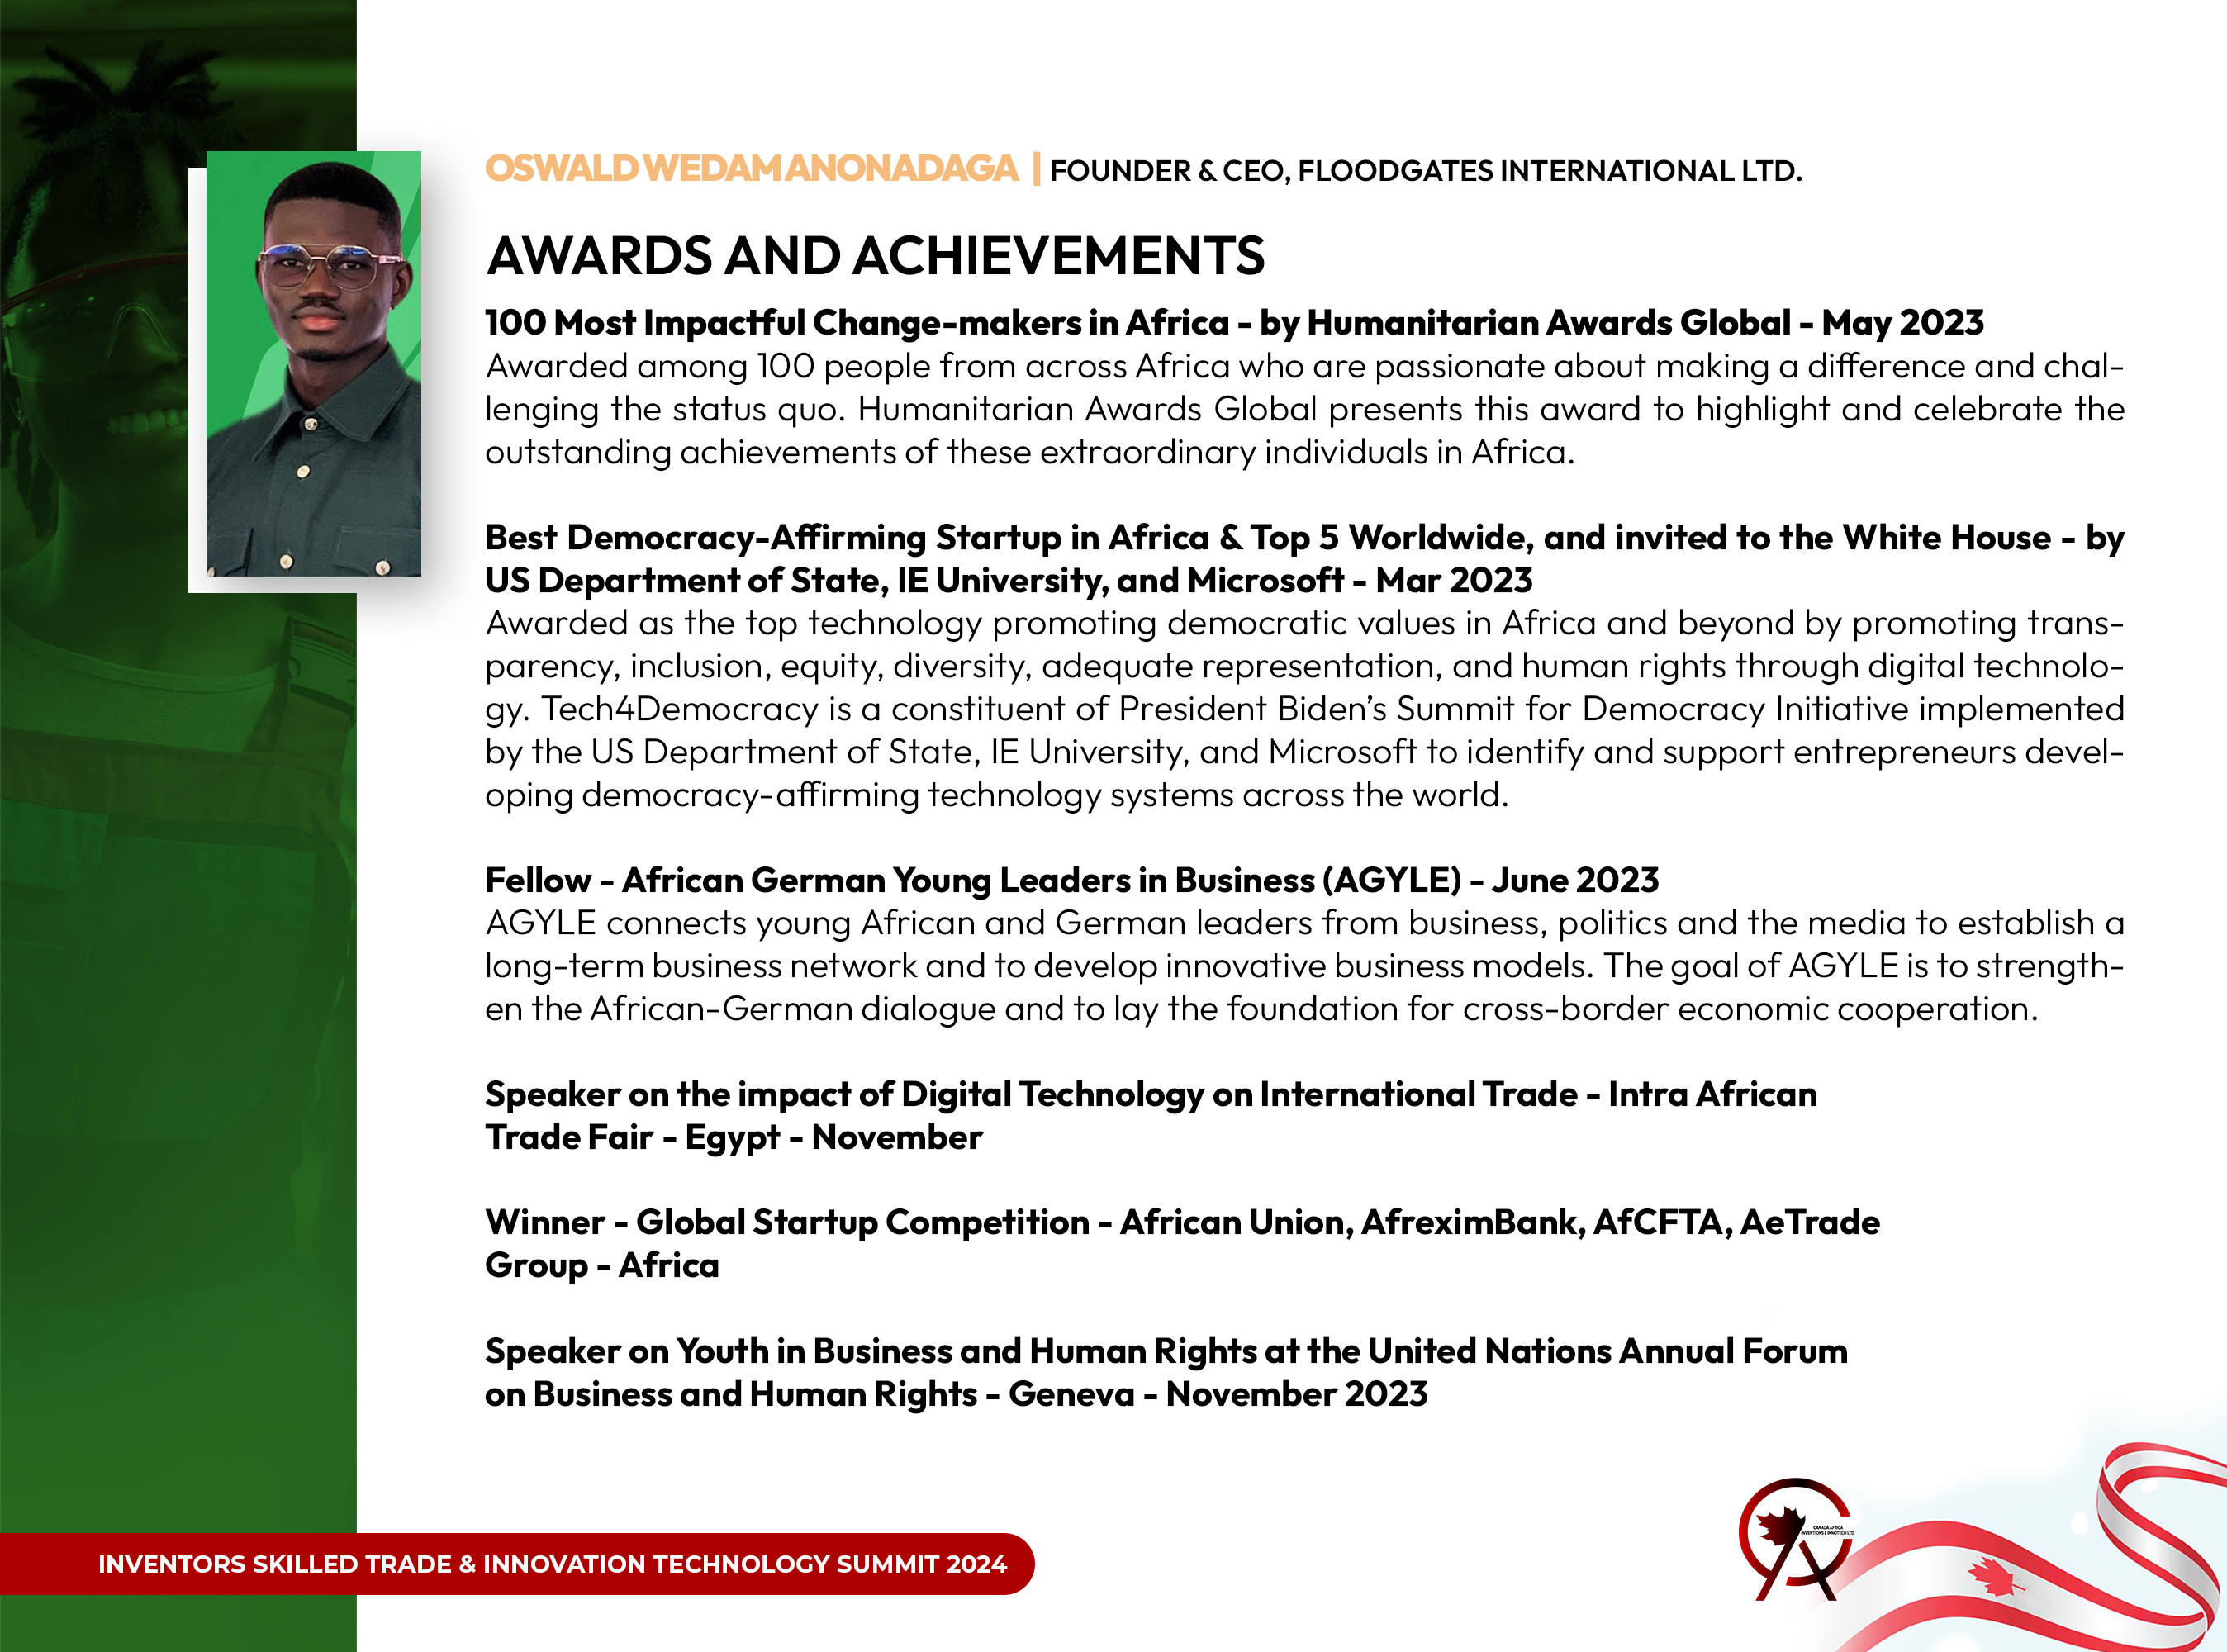 OSWALD WEDAM ANONADAGA | FOUNDER & CEO, FLOODGATES INTERNATIONAL LTD.
AWARDS AND ACHIEVEMENTS
100 Most Impactful Change-makers in Africa - by Humanitarian Awards Global - May 2023
Awarded among 100 people from across Africa who are passionate about making a difference and chal-
lenging the status quo. Humanitarian Awards Global presents this award to highlight and celebrate the
outstanding achievements of these extraordinary individuals in Africa.
Best Democracy-Affirming Startup in Africa & Top 5 Worldwide, and invited to the White House - by
US Department of State, IE University, and Microsoft - Mar 2023
Awarded as the top technology promoting democratic values in Africa and beyond by promoting trans-
parency, inclusion, equity, diversity, adequate representation, and human rights through digital technolo-
gy. Tech4Democracy is a constituent of President Biden’s Summit for Democracy Initiative implemented
by the US Department of State, IE University, and Microsoft to identify and support entrepreneurs devel-
oping democracy-affirming technology systems across the world.
Fellow - African German Young Leaders in Business (AGYLE) - June 2023
AGYLE connects young African and German leaders from business, politics and the media to establish a
long-term business network and to develop innovative business models. The goal of AGYLE is to strength-
en the African-German dialogue and to lay the foundation for cross-border economic cooperation.
Speaker on the impact of Digital Technology on International Trade - Intra African
Trade Fair - Egypt - November
Winner - Global Startup Competition - African Union, AfreximBank, AfCFTA, AeTrade
Group - Africa
Speaker on Youth in Business and Human Rights at the United Nations Annual Forum
on Business and Human Rights - Geneva - November 2023
CANADA AFRICA
INVENTIONS & INNOTECH LTD
INVENTORS SKILLED TRADE & INNOVATION TECHNOLOGY SUMMIT 2024